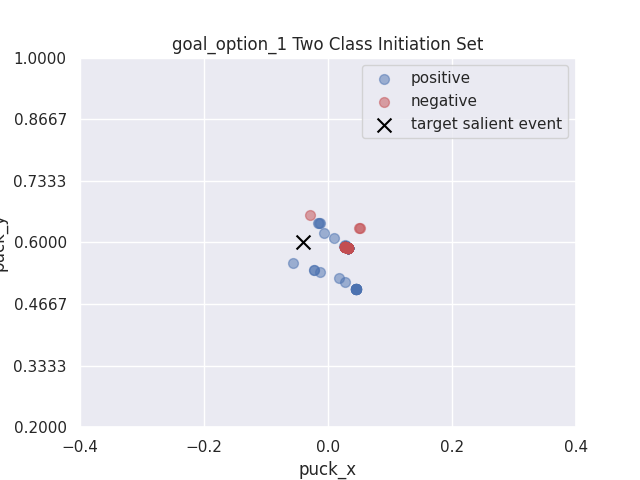 goal_option_1 Two Class Initiation Set
positive
negative
target salient event
1.0000
0.8667
0.7333
0.6000
0.4667
0.3333
0.2000
puck_y
−0.4
−0.2
0.0
0.2
0.4
puck_x